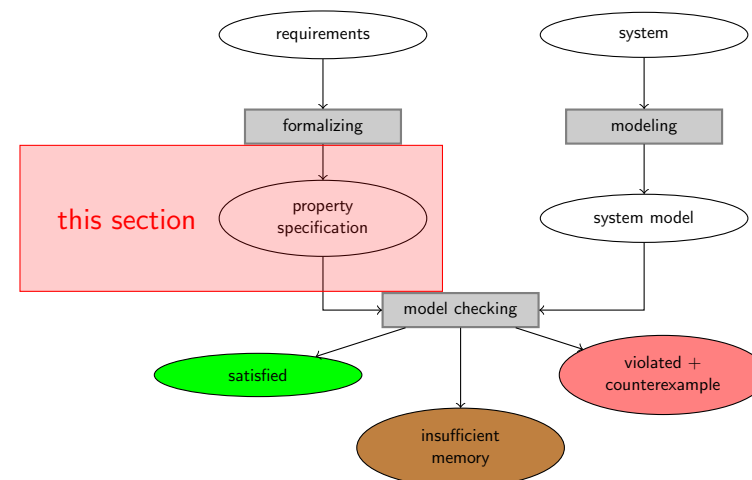 requirements
system
formalizing
modeling
this section
property
specification
system model
model checking
satisfied
violated +
counterexample
insufficient
memory